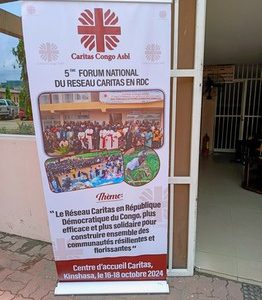 Caritas Congo Asbl
5ème FORUM NATIONAL
DU RESEAU CARITAS EN RDC
Thème:
"Le Réseau Caritas en République
Démocratique du Congo, plus
efficace et plus solidaire pour
construire ensemble des
communautés résilientes et
florissantes"
Centre d'accueil Caritas,
Kinshasa, le 16-18 octobre 2024